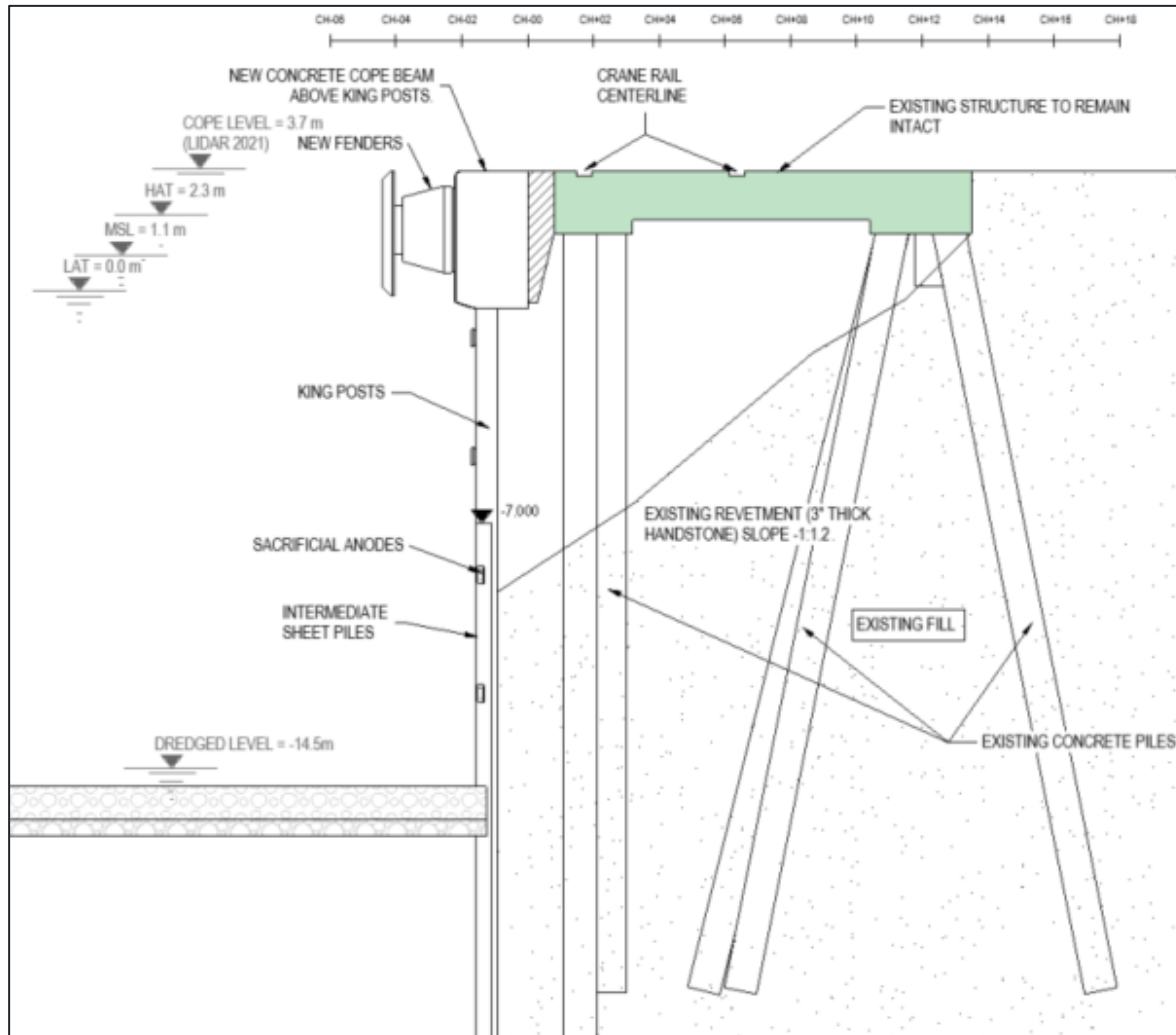 CH-06 CH-04 CH-02 CH-00 CH+02 CH+04 CH+06 CH+08 CH+10 CH+12 CH+14 CH+16 CH+18
NEW CONCRETE COPE BEAM
ABOVE KING POSTS.
CRANE RAIL
CENTERLINE
EXISTING STRUCTURE TO REMAIN
INTACT
COPE LEVEL = 3.7 m
(LIDAR 2021)
NEW FENDERS
HAT = 2.3 m
MSL = 1.1 m
LAT = 0.0 m
KING POSTS
-7.000
EXISTING REVETMENT (3" THICK
HANDSTONE) SLOPE -1:1.2.
SACRIFICIAL ANODES
INTERMEDIATE
SHEET PILES
EXISTING FILL
DREDGED LEVEL = -14.5m
EXISTING CONCRETE PILES